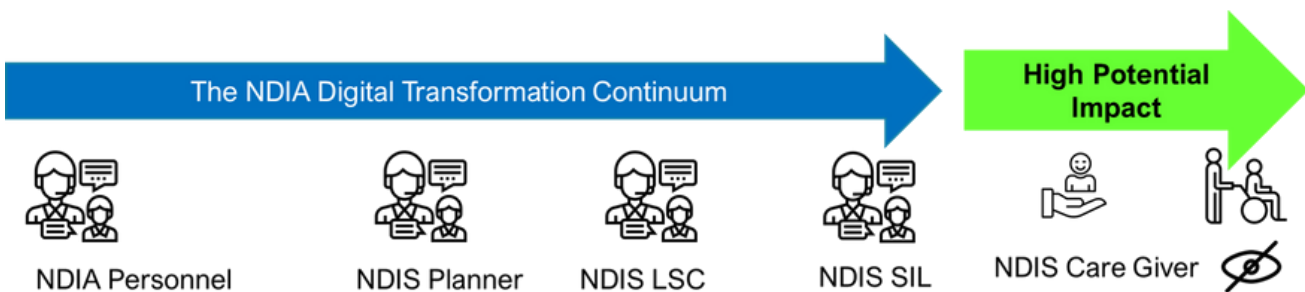 The NDIA Digital Transformation Continuum
High Potential
Impact
NDIA Personnel
NDIS Planner
NDIS LSC
NDIS SIL
NDIS Care Giver